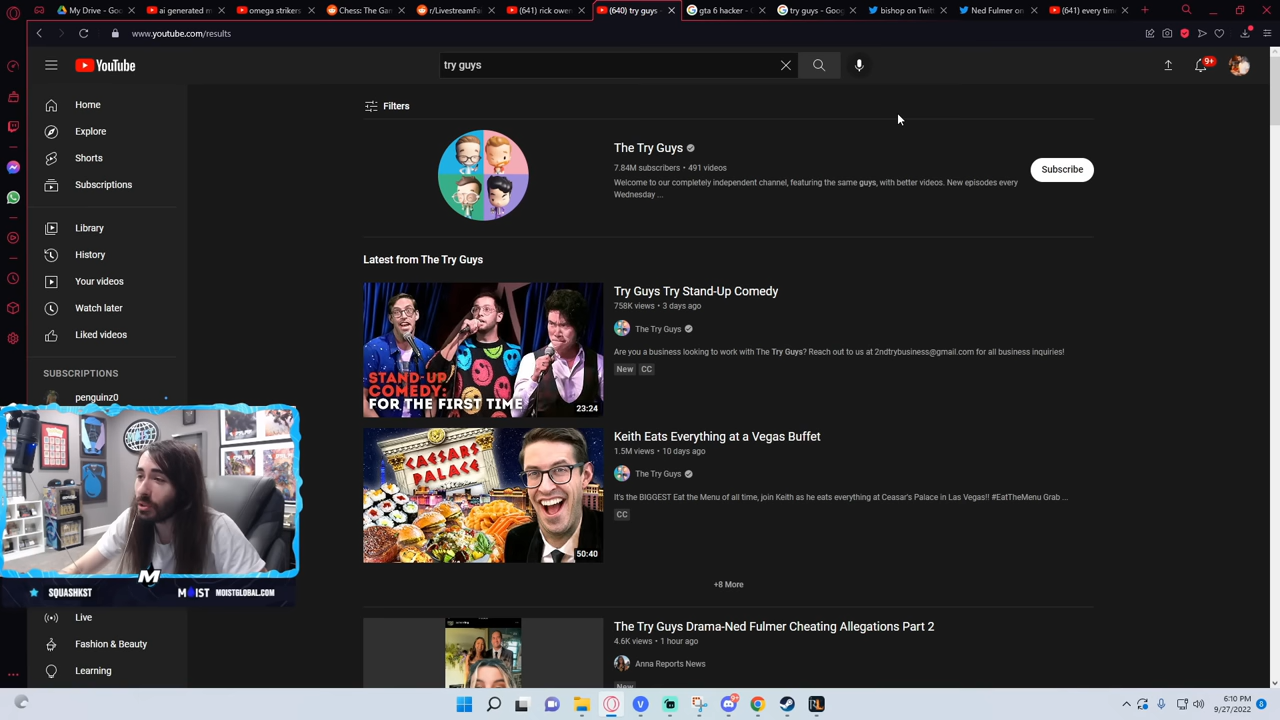 My Drive - Goo
ai generated m
omega strikers
Chess: The Gam
r/LivestreamFa
(641) rick owen
(640) try guys
gta 6 hacker - G
try guys - Goog
bishop on Twitt
Ned Fulmer on
(641) every time
www.youtube.com/results
YouTube
try guys
9+
Home
Explore
Shorts
Subscriptions
Library
History
Your videos
Watch later
Liked videos
SUBSCRIPTIONS
penguinz0
Live
Fashion & Beauty
Learning
Filters
The Try Guys
7.84M subscribers • 491 videos
Welcome to our completely independent channel, featuring the same guys, with better videos. New episodes every
Wednesday ...
Subscribe
Latest from The Try Guys
STAND-UP
COMEDY:
FOR THE FIRST TIME
23:24
Try Guys Try Stand-Up Comedy
758K views • 3 days ago
The Try Guys
Are you a business looking to work with The Try Guys? Reach out to us at 2ndtrybusiness@gmail.com for all business inquiries!
New CC
CAESARS
PALACE
50:40
Keith Eats Everything at a Vegas Buffet
1.5M views • 10 days ago
The Try Guys
It's the BIGGEST Eat the Menu of all time, join Keith as he eats everything at Ceasar's Palace in Las Vegas!! #EatTheMenu Grab ...
CC
+8 More
The Try Guys Drama-Ned Fulmer Cheating Allegations Part 2
4.6K views • 1 hour ago
Anna Reports News
New
M
SQUASHKST
MOIST
MOISTGLOBAL.COM
9+
9/27/2022
8